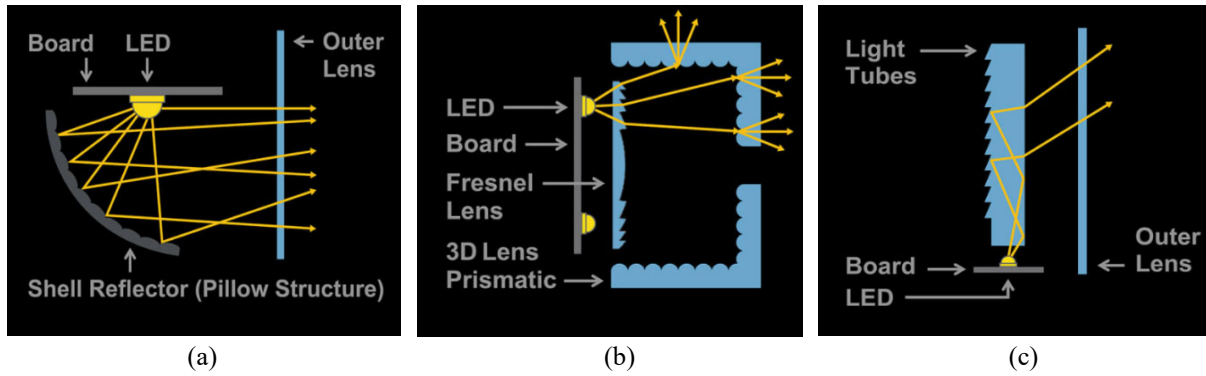 Board
LED
Outer
Lens
Shell Reflector (Pillow Structure)
(a)
LED
Board
Fresnel
Lens
3D Lens
Prismatic
(b)
Light
Tubes
Board
LED
Outer
Lens
(c)